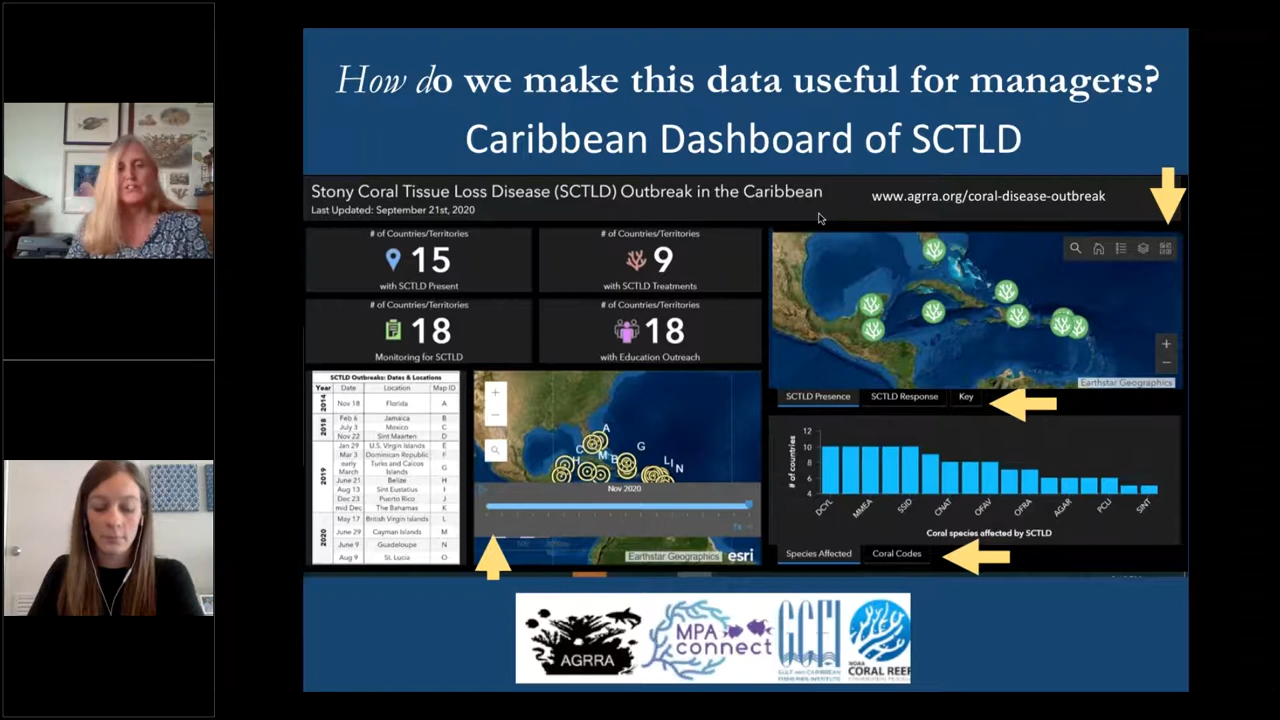 How do we make this data useful for managers?
Caribbean Dashboard of SCTLD
Stony Coral Tissue Loss Disease (SCTLD) Outbreak in the Caribbean
Last Updated: September 21st, 2020
www.agrra.org/coral-disease-outbreak
# of Countries/Territories
15
with SCTLD Present
# of Countries/Territories
9
with SCTLD Treatments
# of Countries/Territories
18
Monitoring for SCTLD
# of Countries/Territories
18
with Education Outreach
SCTLD Outbreaks: Dates & Locations
Year Date Location Map ID
2014 Nov 18 Florida A
2018 Feb 6 Jamaica B
July 3 Mexico C
Nov 22 Sint Maarten D
2019 Jan 29 U.S. Virgin Islands E
Mar 3 Dominican Republic F
early March Turks and Caicos Islands G
June 21 Belize H
Aug 13 Sint Eustatius I
Dec 23 Puerto Rico J
mid Dec The Bahamas K
2020 May 17 British Virgin Islands L
June 29 Cayman Islands M
June 9 Guadeloupe N
Aug 9 St. Lucia O
A
C
G
H
M
B
L
I
N
Nov 2020
Earthstar Geographics
esri
Earthstar Geographics
SCTLD Presence SCTLD Response Key
# of countries
12
10
8
6
4
DCYL MMEA SSID CNAT OFAV OFRA AGAR PCLI SINT
Coral species affected by SCTLD
Species Affected Coral Codes
AGRRA
MPA
connect
GCFI
GULF AND CARIBBEAN
FISHERIES INSTITUTE
NOAA
CORAL REEF